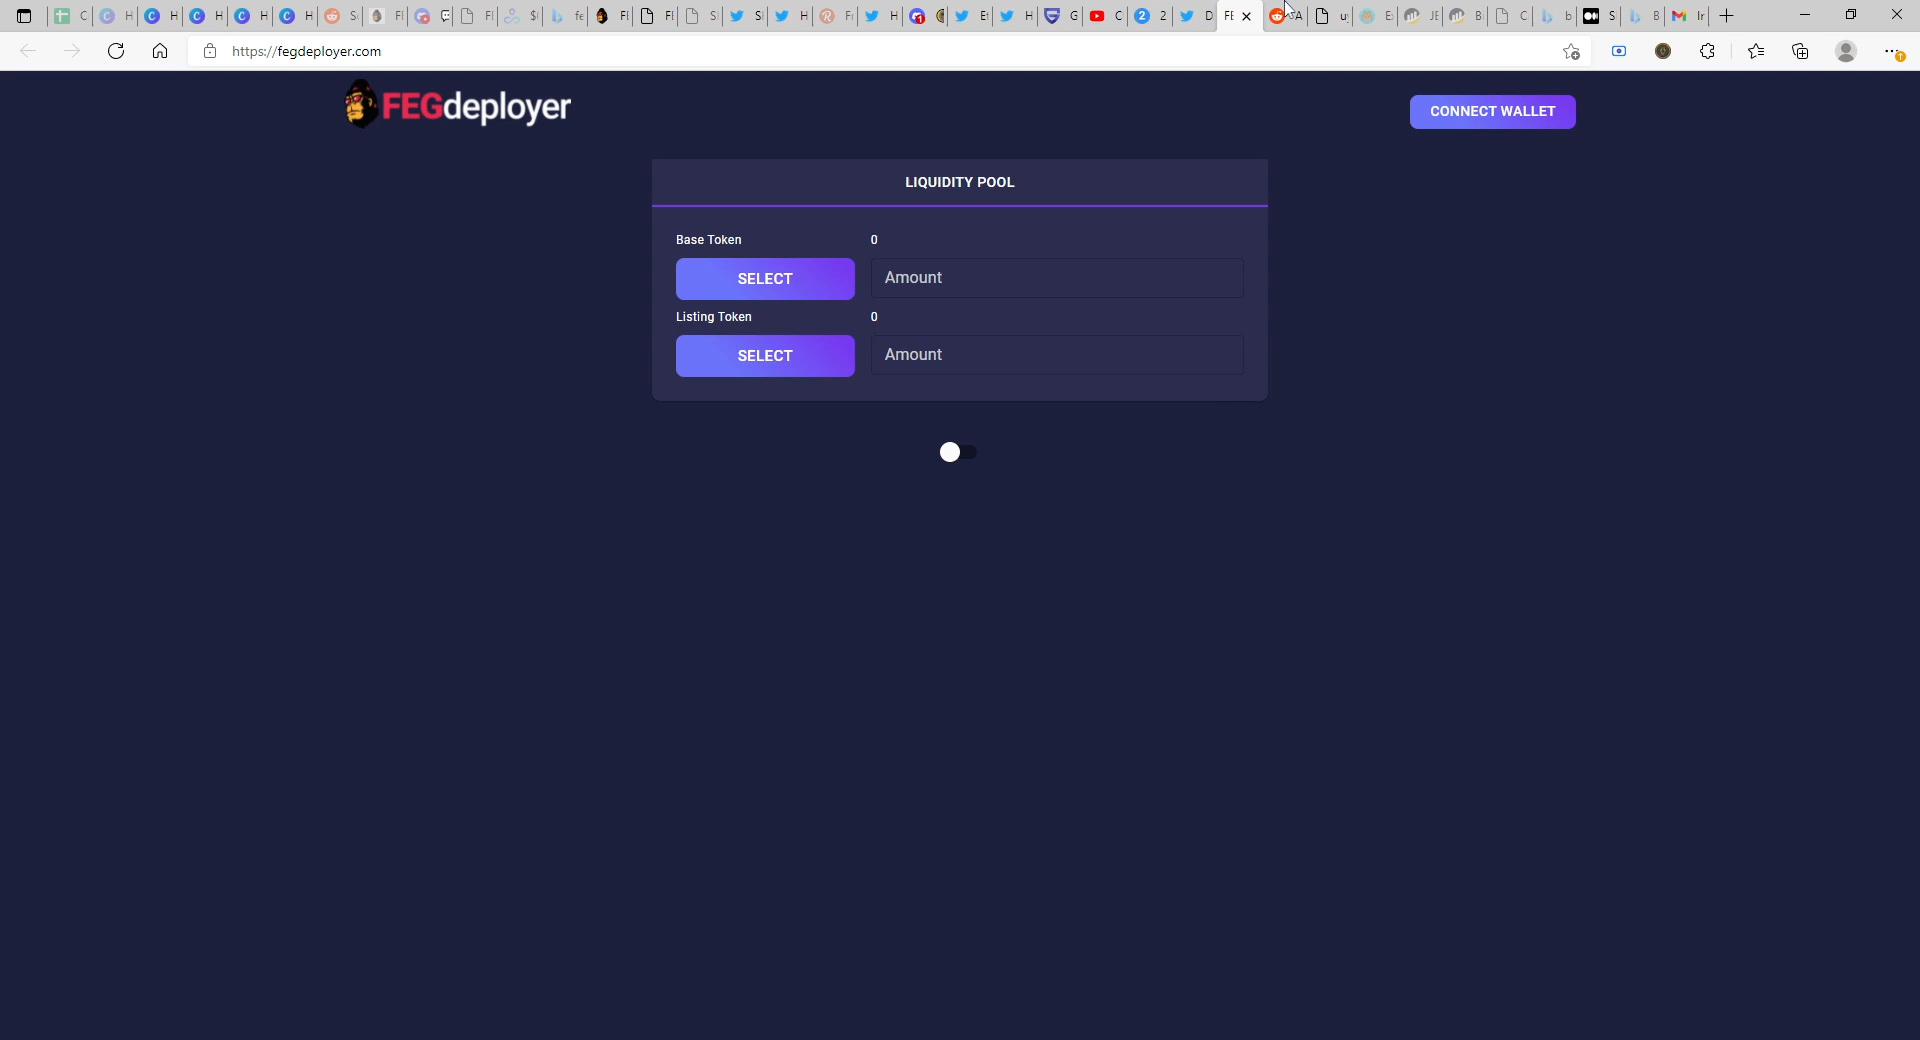 https://fegdeployer.com
FEGdeployer
CONNECT WALLET
LIQUIDITY POOL
Base Token 0
SELECT Amount
Listing Token 0
SELECT Amount